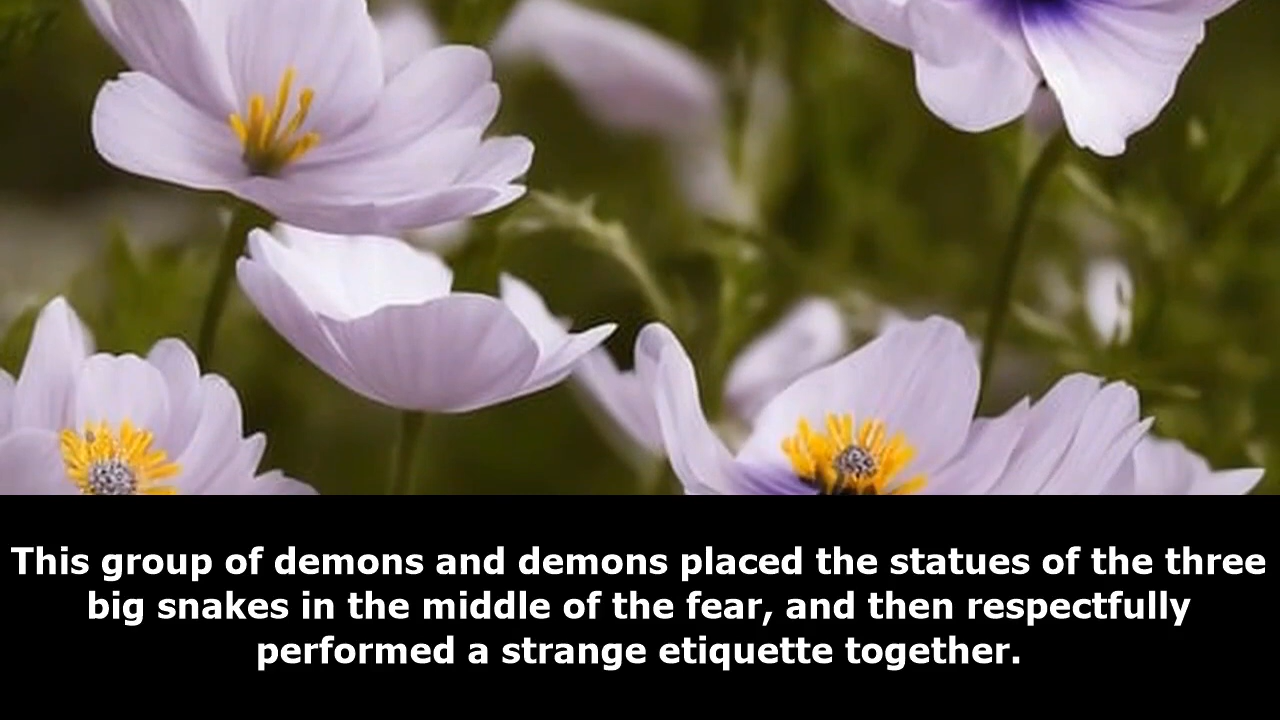 This group of demons and demons placed the statues of the three
big snakes in the middle of the fear, and then respectfully
performed a strange etiquette together.